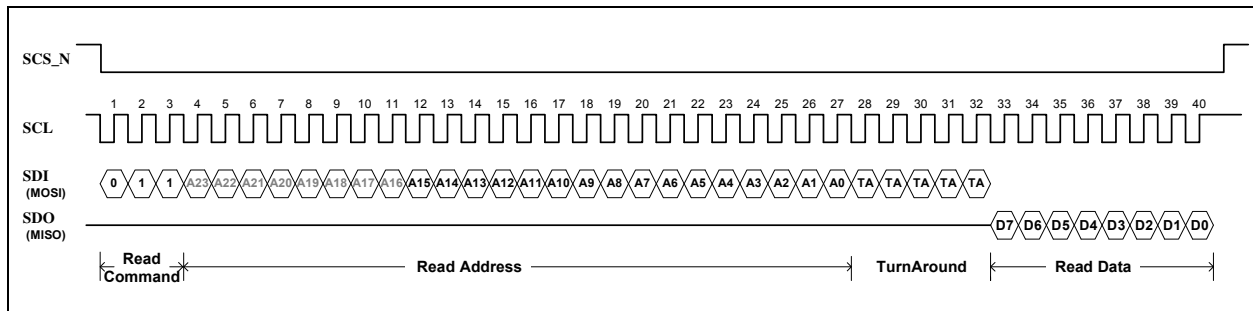 SCS_N
1 2 3 4 5 6 7 8 9 10 11 12 13 14 15 16 17 18 19 20 21 22 23 24 25 26 27 28 29 30 31 32 33 34 35 36 37 38 39 40
SCL
SDI
(MOSI)
0 1 1 A23 A22 A21 A20 A19 A18 A17 A16 A15 A14 A13 A12 A11 A10 A9 A8 A7 A6 A5 A4 A3 A2 A1 A0 TA TA TA TA TA
SDO
(MISO)
D7 D6 D5 D4 D3 D2 D1 D0
Read
Command
Read Address
TurnAround
Read Data